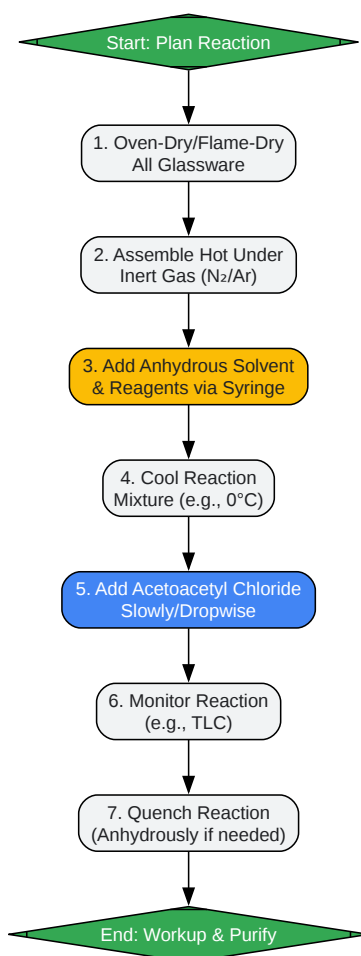 Start: Plan Reaction
1. Oven-Dry/Flame-Dry
All Glassware
2. Assemble Hot Under
Inert Gas (N₂/Ar)
3. Add Anhydrous Solvent
& Reagents via Syringe
4. Cool Reaction
Mixture (e.g., 0°C)
5. Add Acetoacetyl Chloride
Slowly/Dropwise
6. Monitor Reaction
(e.g., TLC)
7. Quench Reaction
(Anhydrously if needed)
End: Workup & Purify